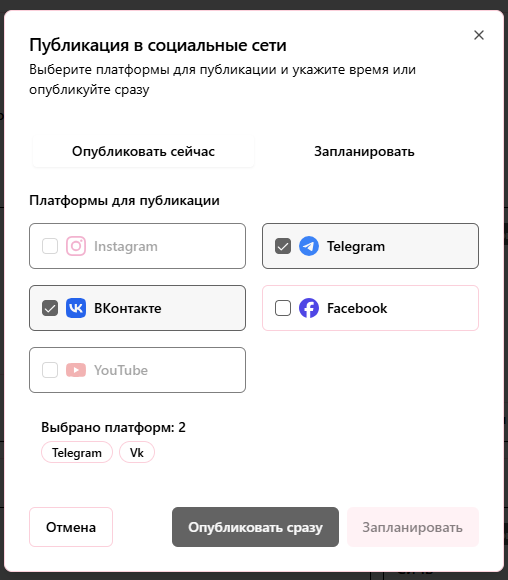 Публикация в социальные сети
Выберите платформы для публикации и укажите время или
опубликуйте сразу
Опубликовать сейчас
Запланировать
Платформы для публикации
Instagram
Telegram
ВКонтакте
Facebook
YouTube
Выбрано платформ: 2
Telegram
Vk
Отмена
Опубликовать сразу
Запланировать